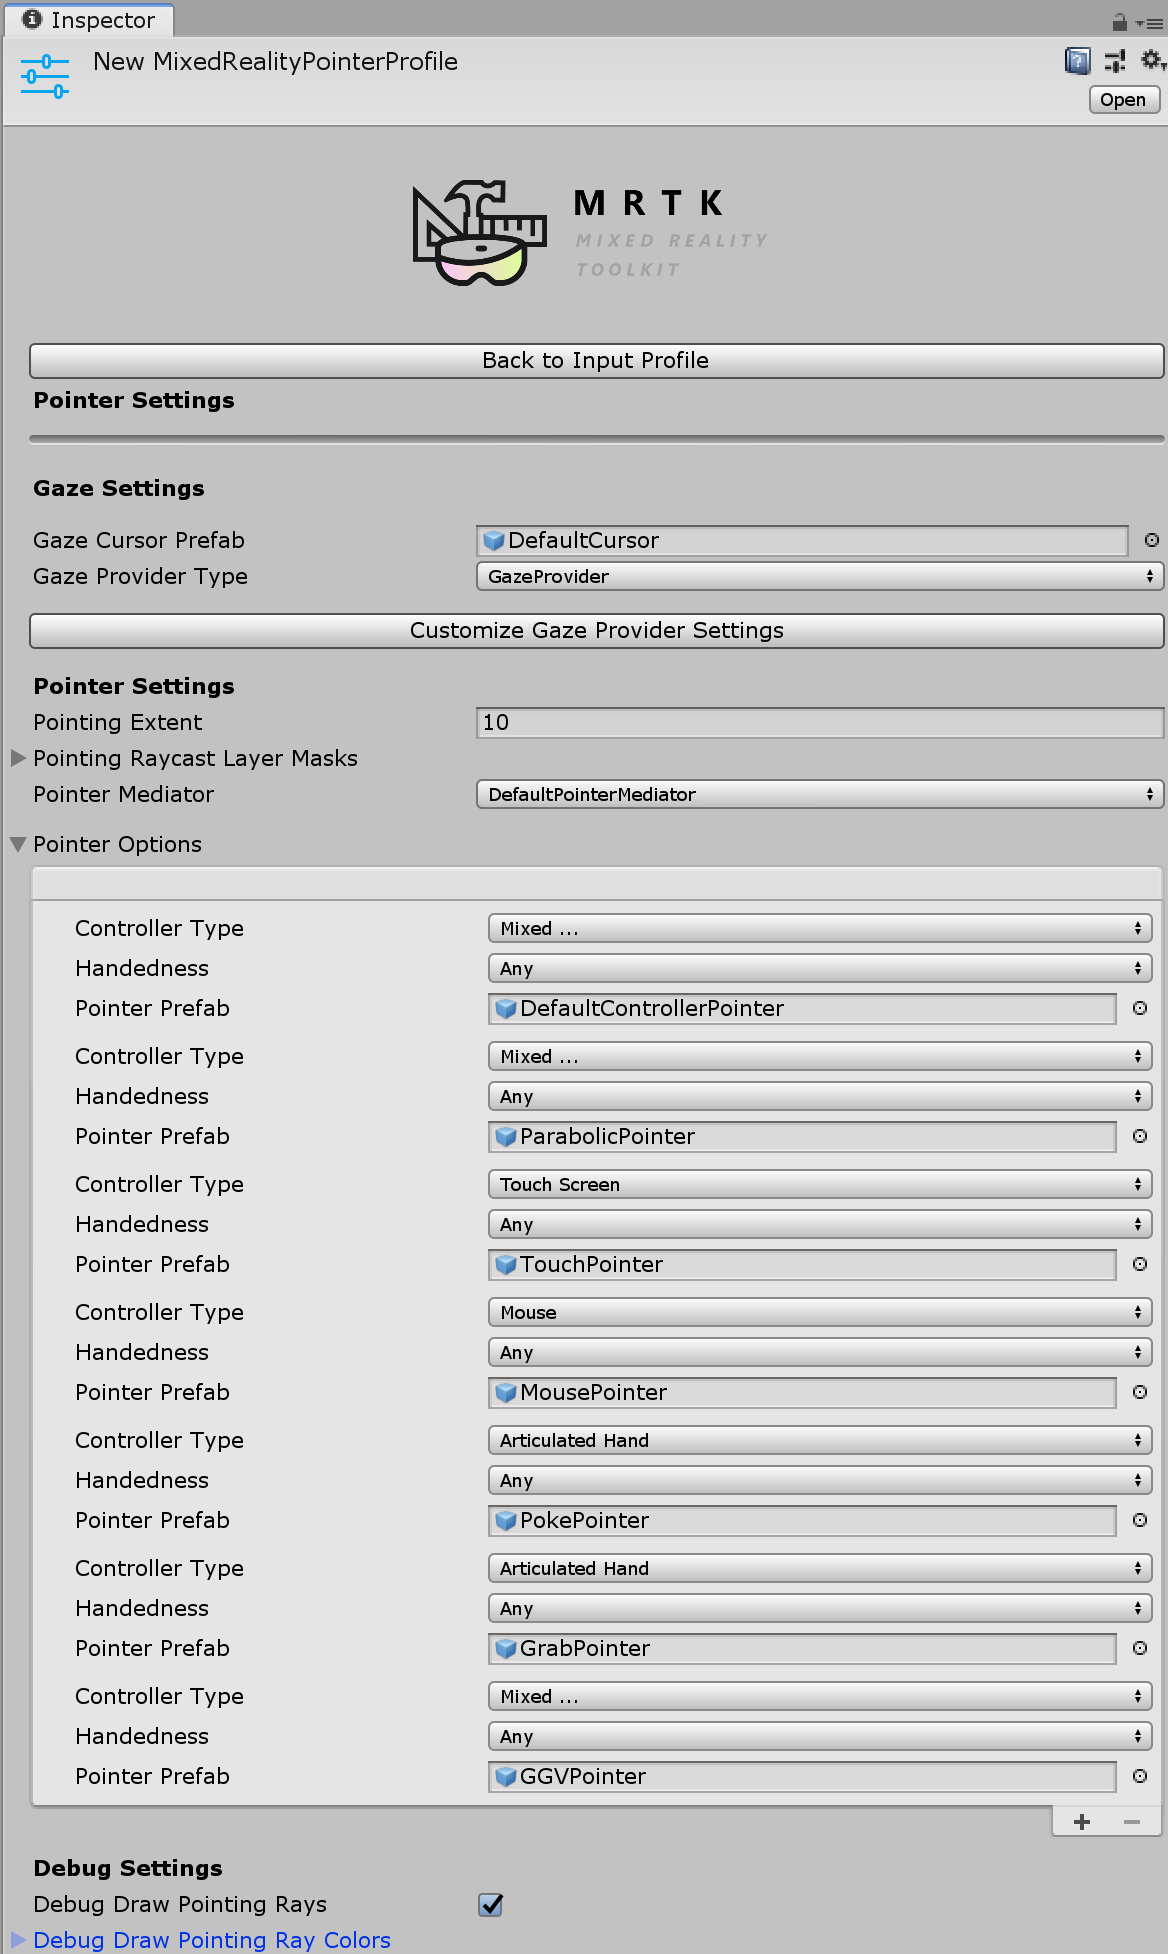 Inspector
New MixedRealityPointerProfile
Open
MRTK
MIXED REALITY
TOOLKIT
Back to Input Profile
Pointer Settings
Gaze Settings
Gaze Cursor Prefab DefaultCursor
Gaze Provider Type GazeProvider
Customize Gaze Provider Settings
Pointer Settings
Pointing Extent 10
Pointing Raycast Layer Masks
Pointer Mediator DefaultPointerMediator
Pointer Options
Controller Type Mixed ...
Handedness Any
Pointer Prefab DefaultControllerPointer
Controller Type Mixed ...
Handedness Any
Pointer Prefab ParabolicPointer
Controller Type Touch Screen
Handedness Any
Pointer Prefab TouchPointer
Controller Type Mouse
Handedness Any
Pointer Prefab MousePointer
Controller Type Articulated Hand
Handedness Any
Pointer Prefab PokePointer
Controller Type Articulated Hand
Handedness Any
Pointer Prefab GrabPointer
Controller Type Mixed ...
Handedness Any
Pointer Prefab GGVPointer
Debug Settings
Debug Draw Pointing Rays
Debug Draw Pointing Ray Colors